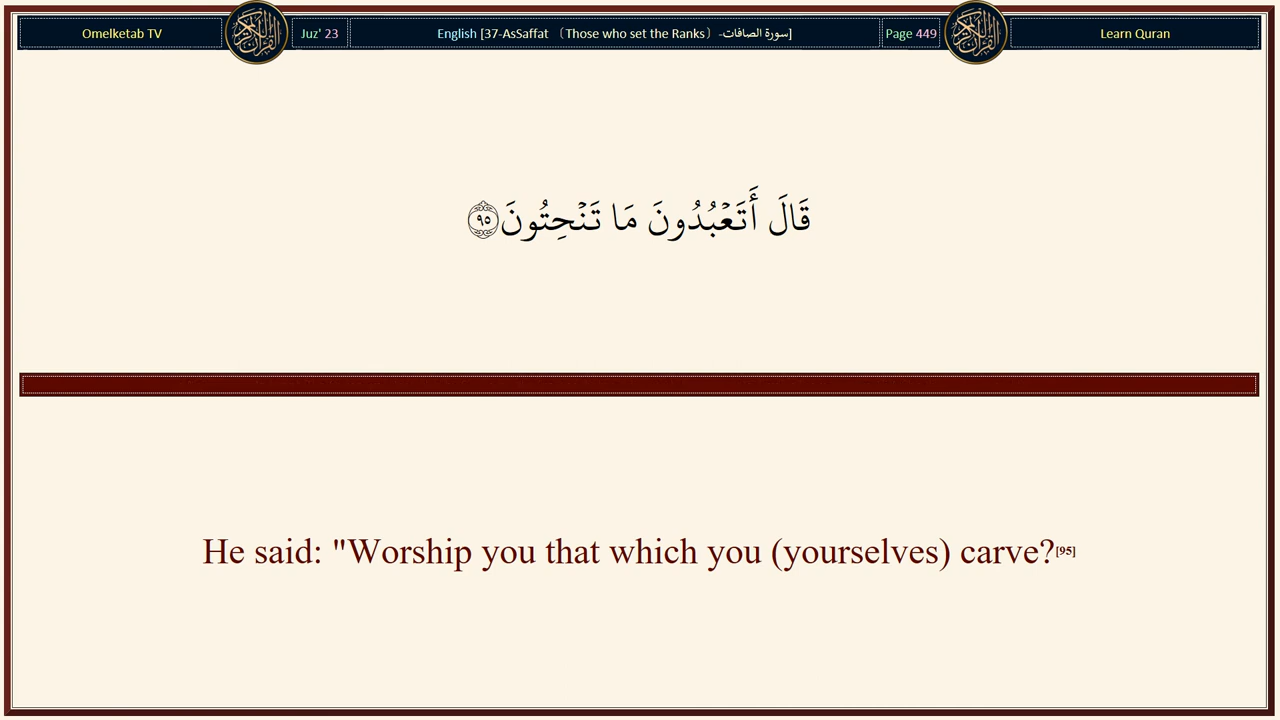 Omelketab TV
Juz' 23
English [37-AsSaffat 〔Those who set the Ranks〕-سورة الصافات]
Page 449
Learn Quran
قَالَ أَتَعۡبُدُونَ مَا تَنۡحِتُونَ ٩٥
He said: "Worship you that which you (yourselves) carve?[95]